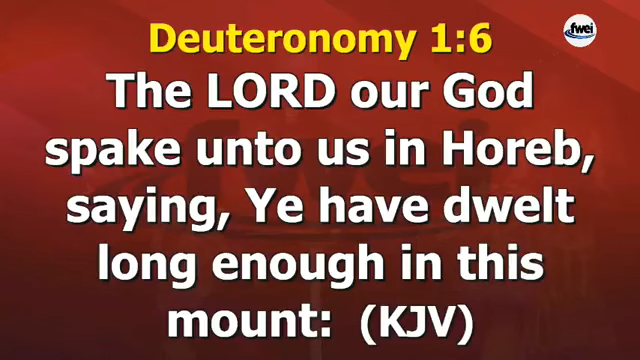 Deuteronomy 1:6
fwei
The LORD our God
spake unto us in Horeb,
saying, Ye have dwelt
long enough in this
mount: (KJV)